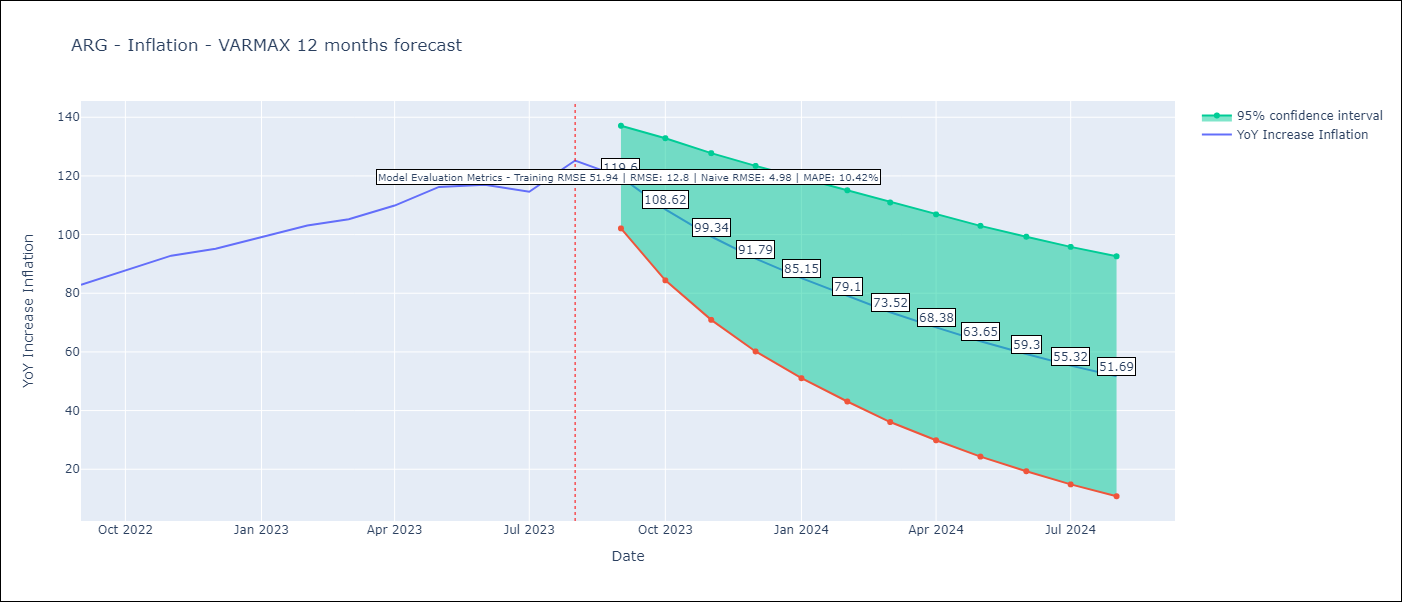 ARG - Inflation - VARMAX 12 months forecast
95% confidence interval
YoY Increase Inflation
YoY Increase Inflation
140
120
100
80
60
40
20
119.6
Model Evaluation Metrics - Training RMSE 51.94 | RMSE: 12.8 | Naive RMSE: 4.98 | MAPE: 10.42%
108.62
99.34
91.79
85.15
79.1
73.52
68.38
63.65
59.3
55.32
51.69
Oct 2022
Jan 2023
Apr 2023
Jul 2023
Oct 2023
Jan 2024
Apr 2024
Jul 2024
Date